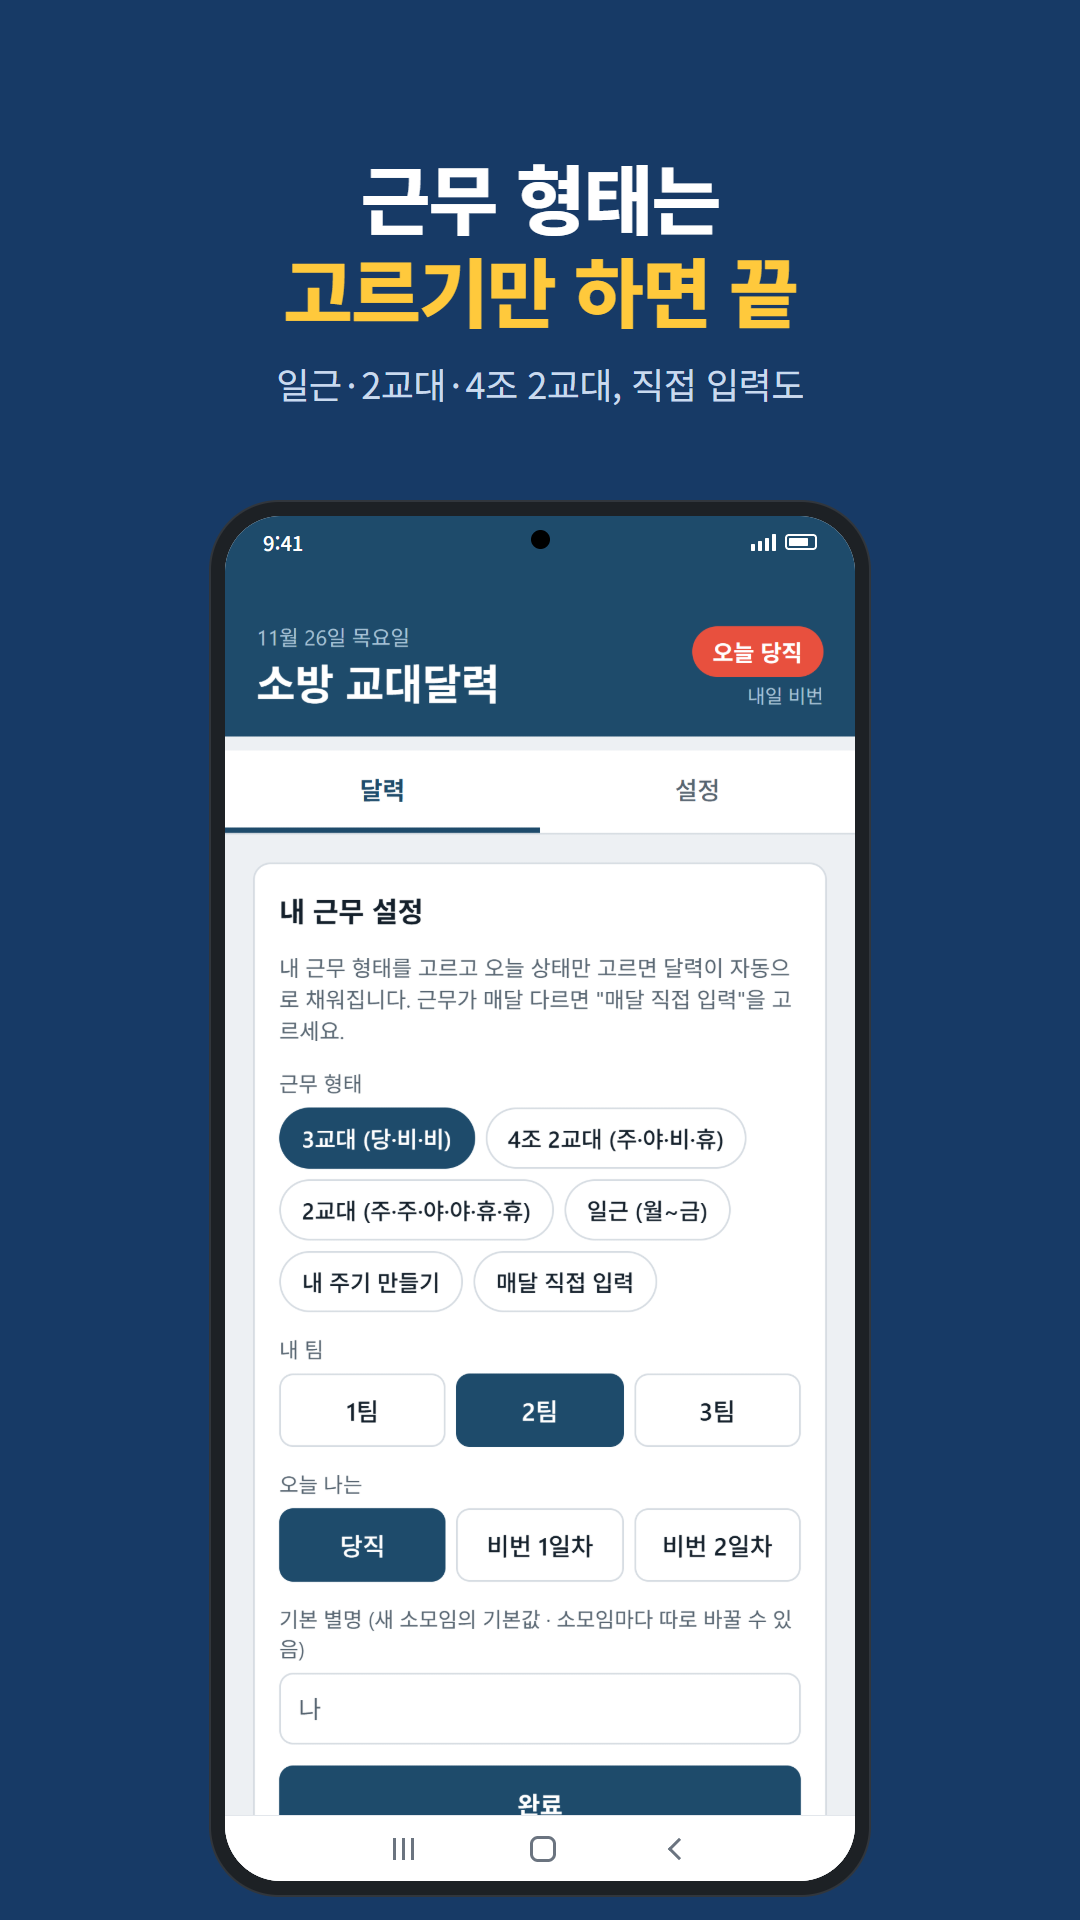 근무 형태는
고르기만 하면 끝
일근·2교대·4조 2교대, 직접 입력도
9:41
11월 26일 목요일
소방 교대달력
오늘 당직
내일 비번
달력
설정
내 근무 설정
내 근무 형태를 고르고 오늘 상태만 고르면 달력이 자동으
로 채워집니다. 근무가 매달 다르면 "매달 직접 입력"을 고
르세요.
근무 형태
3교대 (당·비·비)
4조 2교대 (주·야·비·휴)
2교대 (주·주·야·야·휴·휴)
일근 (월~금)
내 주기 만들기
매달 직접 입력
내 팀
1팀
2팀
3팀
오늘 나는
당직
비번 1일차
비번 2일차
기본 별명 (새 소모임의 기본값 · 소모임마다 따로 바꿀 수 있
음)
나
완료